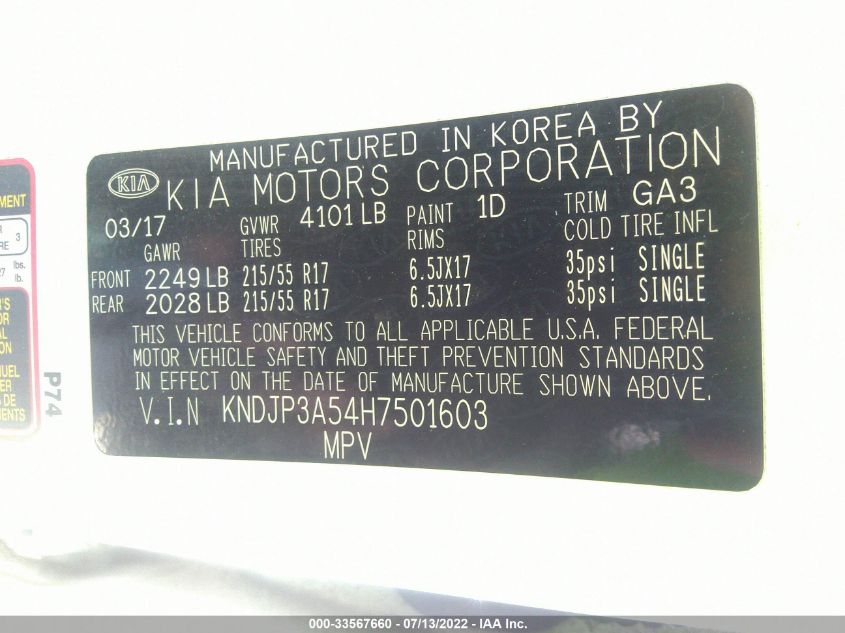 MANUFACTURED IN KOREA BY
KIA KIA MOTORS CORPORATION
03/17 GVWR 4101 LB PAINT 1D TRIM GA3
GAWR TIRES RIMS COLD TIRE INFL
FRONT 2249 LB 215/55 R17 6.5JX17 35psi SINGLE
REAR 2028 LB 215/55 R17 6.5JX17 35psi SINGLE
THIS VEHICLE CONFORMS TO ALL APPLICABLE U.S.A. FEDERAL
MOTOR VEHICLE SAFETY AND THEFT PREVENTION STANDARDS
IN EFFECT ON THE DATE OF MANUFACTURE SHOWN ABOVE.
V.I.N KNDJP3A54H7501603
MPV
3
lbs.
lb.
P74
000-33567660 - 07/13/2022 - IAA Inc.